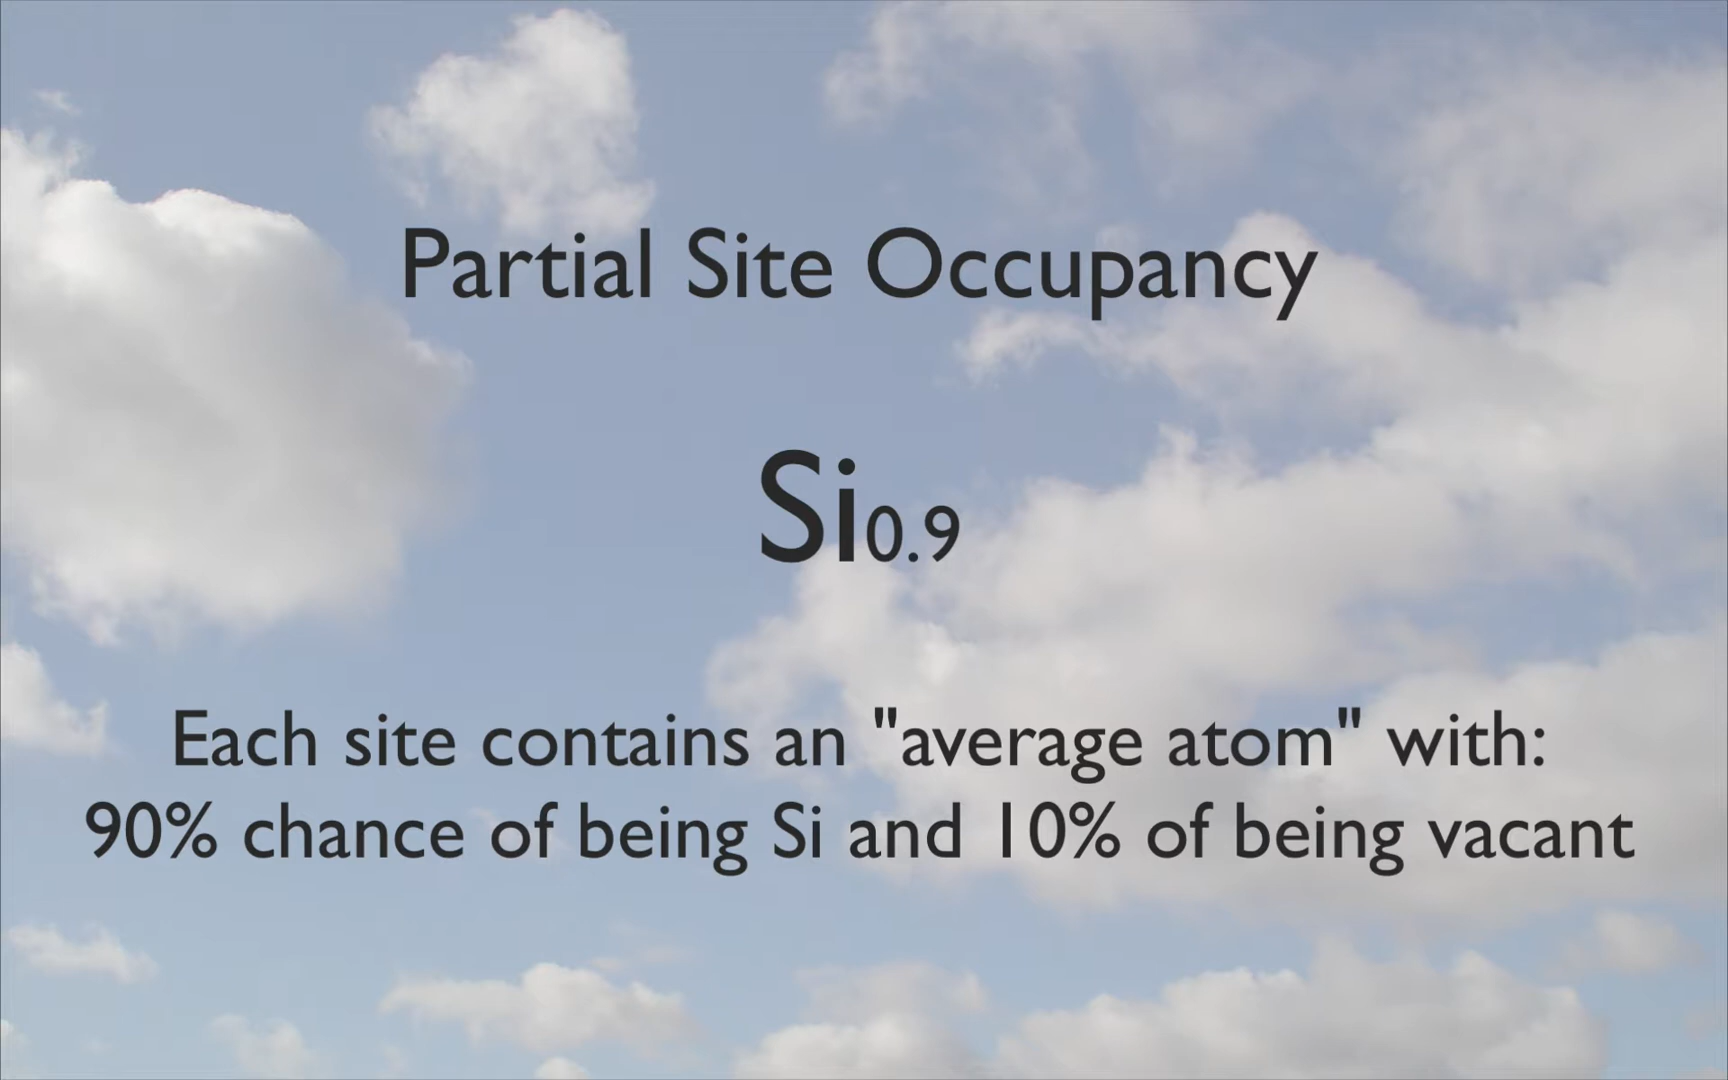 Partial Site Occupancy
Si0.9
Each site contains an "average atom" with:
90% chance of being Si and 10% of being vacant